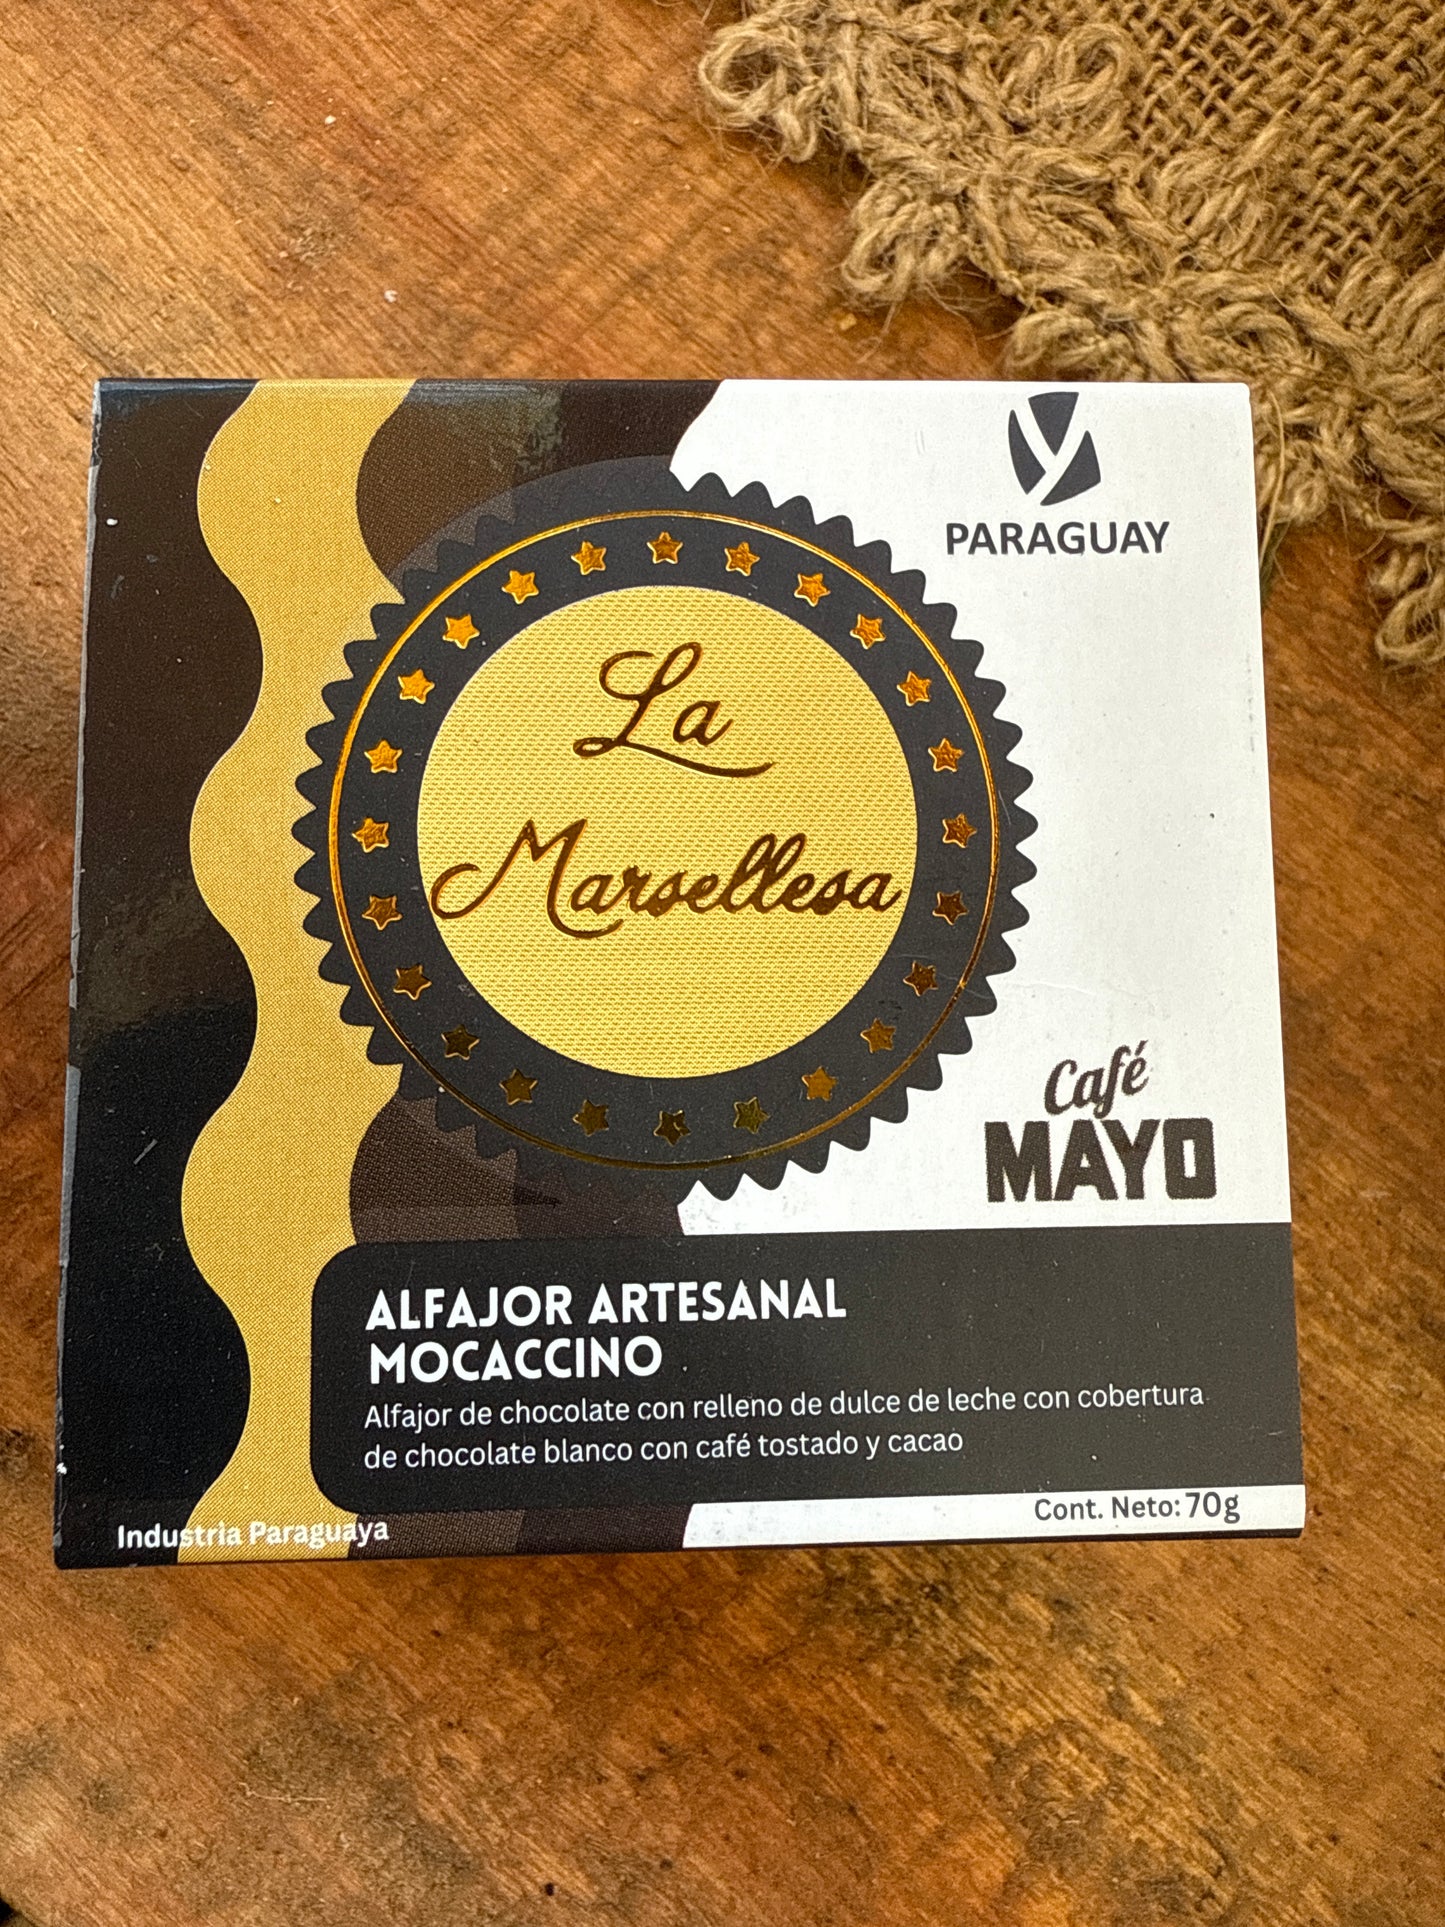 PARAGUAY
La
Marsellesa
Café
MAYO
ALFAJOR ARTESANAL
MOCACCINO
Alfajor de chocolate con relleno de dulce de leche con cobertura
de chocolate blanco con café tostado y cacao
Cont. Neto: 70g
Industria Paraguaya